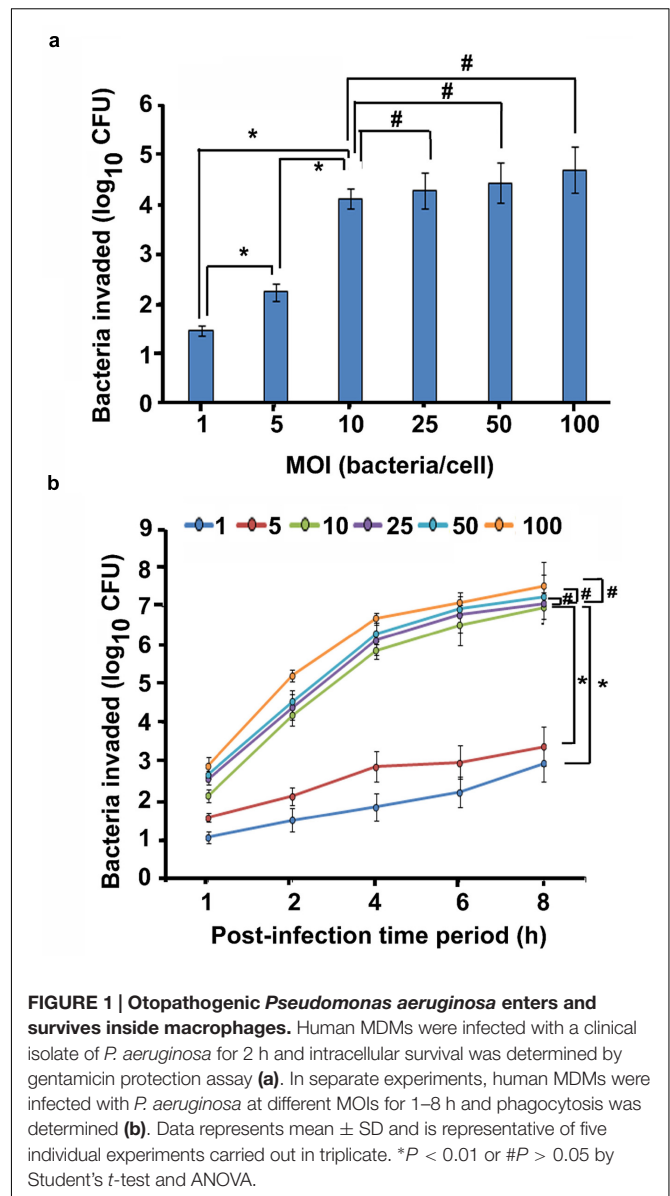 a
#
#
#
*
*
*
6
5
4
3
2
1
0
Bacteria invaded (log10 CFU)
1 5 10 25 50 100
MOI (bacteria/cell)
b
1 5 10 25 50 100
9
8
7
6
5
4
3
2
1
0
Bacteria invaded (log10 CFU)
# # #
* *
1 2 4 6 8
Post-infection time period (h)
FIGURE 1 | Otopathogenic Pseudomonas aeruginosa enters and
survives inside macrophages. Human MDMs were infected with a clinical
isolate of P. aeruginosa for 2 h and intracellular survival was determined by
gentamicin protection assay (a). In separate experiments, human MDMs were
infected with P. aeruginosa at different MOIs for 1–8 h and phagocytosis was
determined (b). Data represents mean ± SD and is representative of five
individual experiments carried out in triplicate. *P < 0.01 or #P > 0.05 by
Student's t-test and ANOVA.